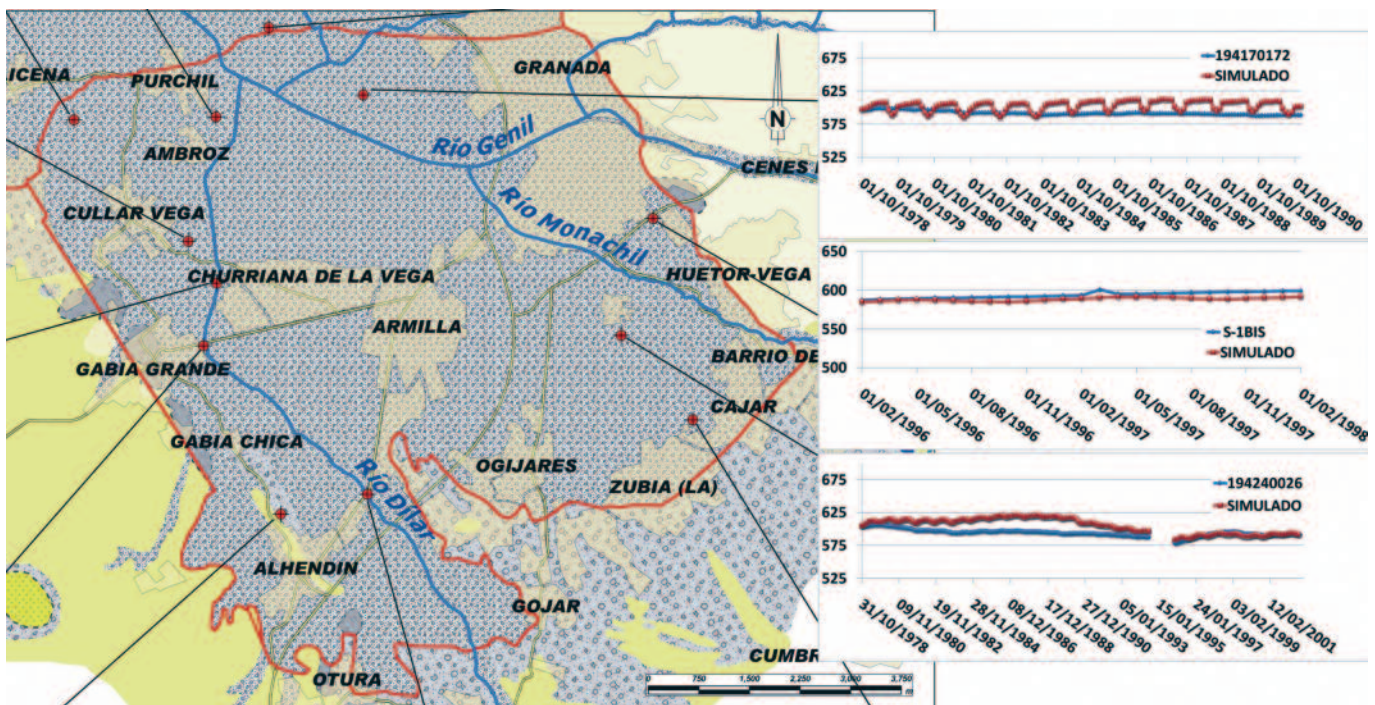 GRANADA
ICENA
PURCHIL
Río Genil
AMBROZ
CENES
Río Monachil
CULLAR VEGA
CHURRIANA DE LA VEGA
HUETOR-VEGA
ARMILLA
BARRIO DE
GABIA GRANDE
CAJAR
GABIA CHICA
OGIJARES
ZUBIA (LA)
Río Dílar
ALHENDIN
GOJAR
CUMBR
OTURA
N
0 750 1,500 2,250 3,000 3,750
m
675
625
575
525
194170172
SIMULADO
01/10/1978
01/10/1979
01/10/1980
01/10/1981
01/10/1982
01/10/1983
01/10/1984
01/10/1985
01/10/1986
01/10/1987
01/10/1988
01/10/1989
01/10/1990
650
600
550
500
S-1BIS
SIMULADO
01/02/1996
01/05/1996
01/08/1996
01/11/1996
01/02/1997
01/05/1997
01/08/1997
01/11/1997
01/02/1998
675
625
575
525
194240026
SIMULADO
31/10/1978
09/11/1980
19/11/1982
28/11/1984
08/12/1986
17/12/1988
27/12/1990
05/01/1993
15/01/1995
24/01/1997
03/02/1999
12/02/2001